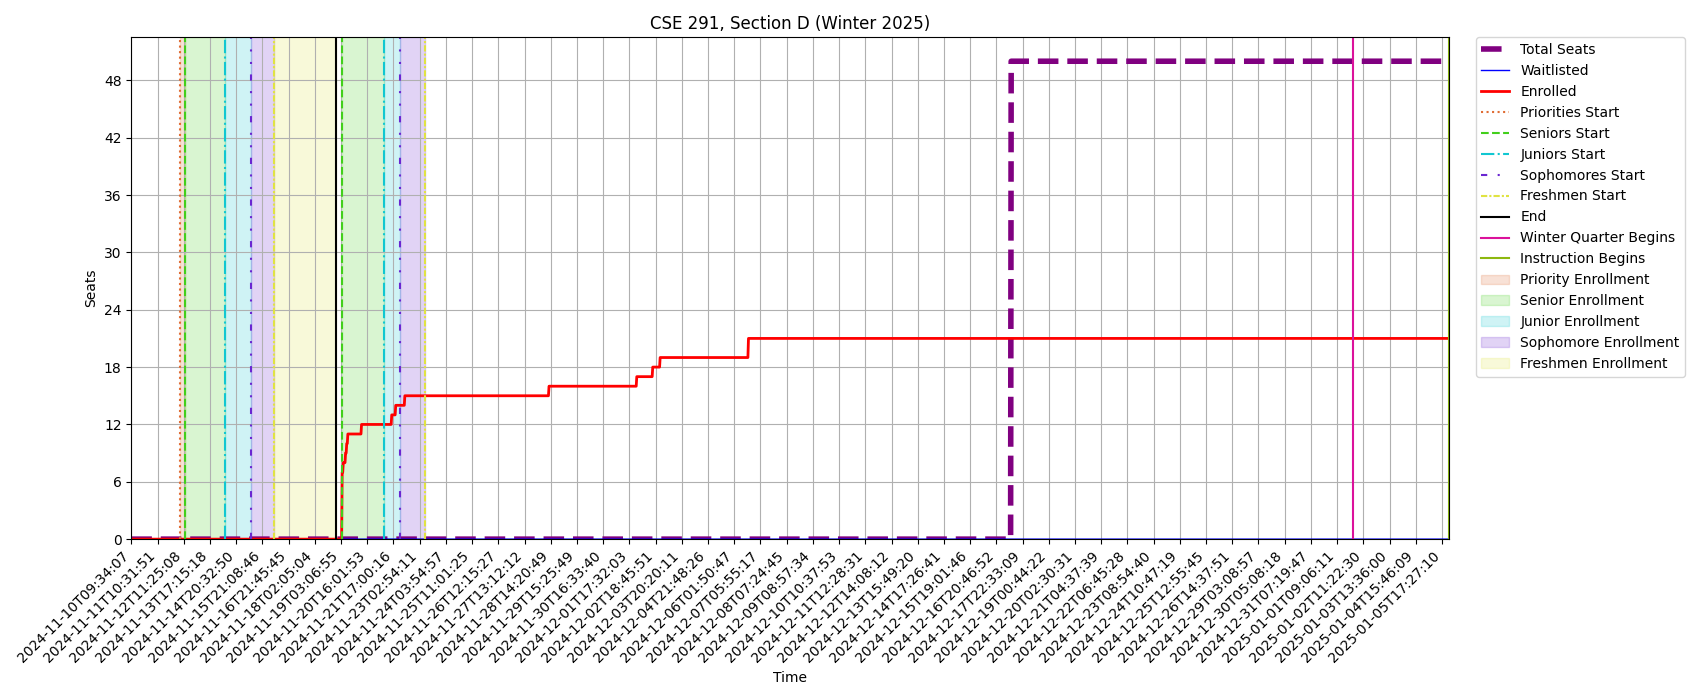 CSE 291, Section D (Winter 2025)
Seats
48
42
36
30
24
18
12
6
0
2024-11-10T09:34:07
2024-11-11T10:31:51
2024-11-12T11:25:08
2024-11-13T17:15:18
2024-11-14T20:32:50
2024-11-15T21:08:46
2024-11-16T21:45:45
2024-11-18T02:05:04
2024-11-19T03:06:55
2024-11-20T16:01:53
2024-11-21T17:00:16
2024-11-23T02:54:11
2024-11-24T03:54:57
2024-11-25T11:01:25
2024-11-26T12:15:27
2024-11-27T13:12:12
2024-11-28T14:20:49
2024-11-29T15:25:49
2024-11-30T16:33:40
2024-12-01T17:32:03
2024-12-02T18:45:51
2024-12-03T20:20:11
2024-12-04T21:48:26
2024-12-06T01:50:47
2024-12-07T05:55:17
2024-12-08T07:24:45
2024-12-09T08:57:34
2024-12-10T10:37:53
2024-12-11T12:28:31
2024-12-13T14:08:12
2024-12-14T15:49:20
2024-12-14T17:26:41
2024-12-15T19:01:46
2024-12-16T20:46:52
2024-12-17T22:33:09
2024-12-19T00:44:22
2024-12-20T02:30:31
2024-12-21T04:37:39
2024-12-22T06:45:28
2024-12-23T08:54:40
2024-12-24T10:47:19
2024-12-25T12:55:45
2024-12-26T14:37:51
2024-12-29T03:08:57
2024-12-30T05:08:18
2024-12-31T07:19:47
2025-01-01T09:06:11
2025-01-02T11:22:30
2025-01-03T13:36:00
2025-01-04T15:46:09
2025-01-05T17:27:10
Time
Total Seats
Waitlisted
Enrolled
Priorities Start
Seniors Start
Juniors Start
Sophomores Start
Freshmen Start
End
Winter Quarter Begins
Instruction Begins
Priority Enrollment
Senior Enrollment
Junior Enrollment
Sophomore Enrollment
Freshmen Enrollment